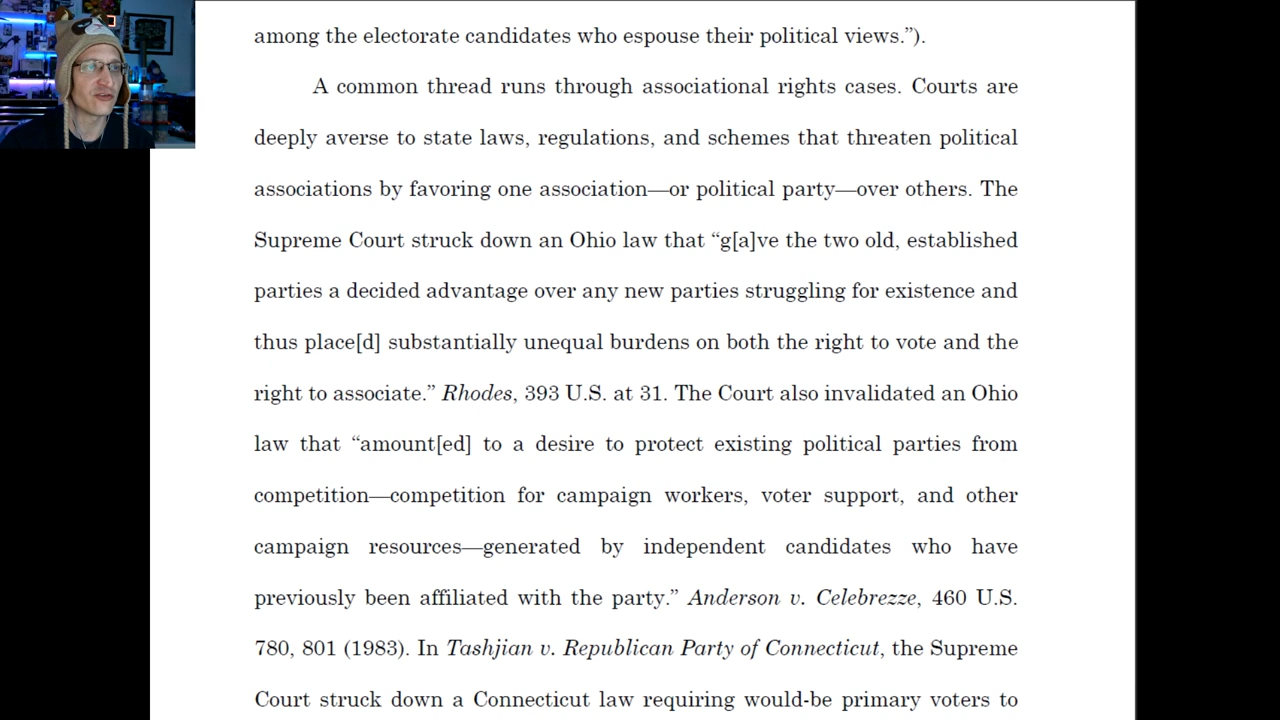 among the electorate candidates who espouse their political views.”).
A common thread runs through associational rights cases. Courts are
deeply averse to state laws, regulations, and schemes that threaten political
associations by favoring one association—or political party—over others. The
Supreme Court struck down an Ohio law that “g[a]ve the two old, established
parties a decided advantage over any new parties struggling for existence and
thus place[d] substantially unequal burdens on both the right to vote and the
right to associate.” Rhodes, 393 U.S. at 31. The Court also invalidated an Ohio
law that “amount[ed] to a desire to protect existing political parties from
competition—competition for campaign workers, voter support, and other
campaign resources—generated by independent candidates who have
previously been affiliated with the party.” Anderson v. Celebrezze, 460 U.S.
780, 801 (1983). In Tashjian v. Republican Party of Connecticut, the Supreme
Court struck down a Connecticut law requiring would-be primary voters to